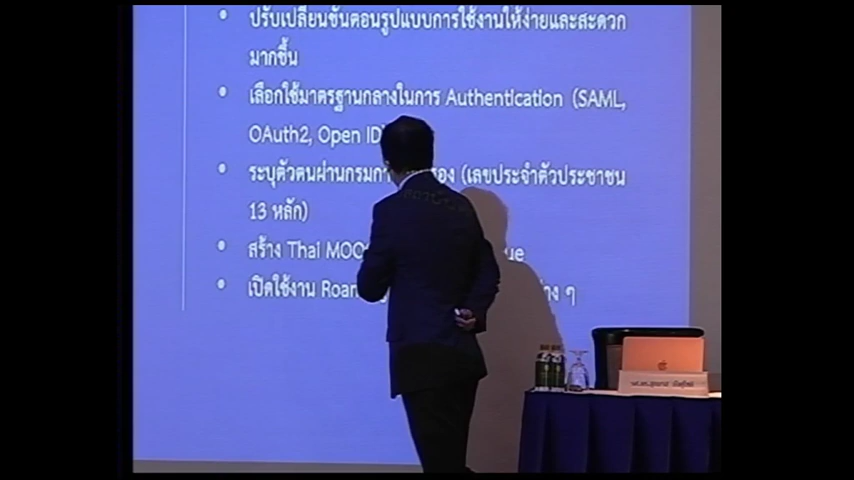 ปรับเปลี่ยนขั้นตอนรูปแบบการใช้งานให้ง่ายและสะดวก
มากขึ้น
เลือกใช้มาตรฐานกลางในการ Authentication (SAML,
OAuth2, Open ID)
ระบุตัวตนผ่านกรมการ (เลขประจำตัวประชาชน
13 หลัก)
สร้าง Thai
เปิดใช้งาน ๆ